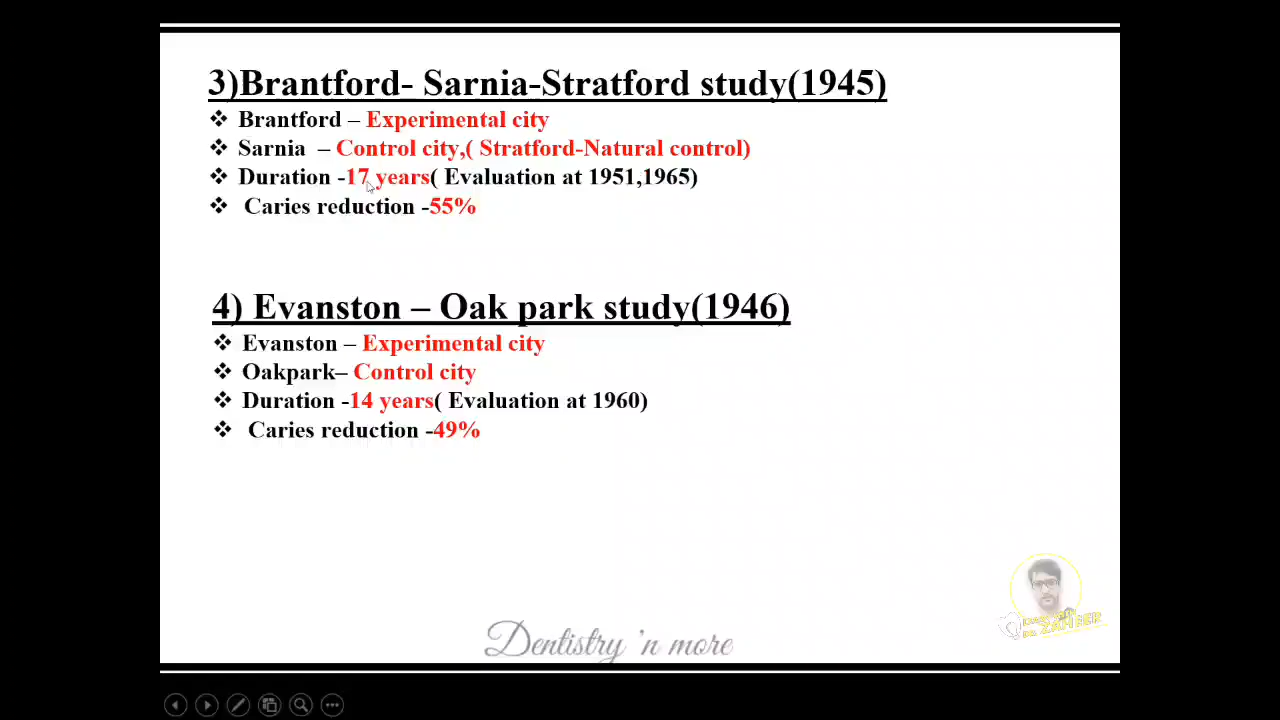 3)Brantford- Sarnia-Stratford study(1945)
❖ Brantford – Experimental city
❖ Sarnia – Control city,( Stratford-Natural control)
❖ Duration -17 years( Evaluation at 1951,1965)
❖ Caries reduction -55%
4) Evanston – Oak park study(1946)
❖ Evanston – Experimental city
❖ Oakpark– Control city
❖ Duration -14 years( Evaluation at 1960)
❖ Caries reduction -49%
Dentistry 'n more